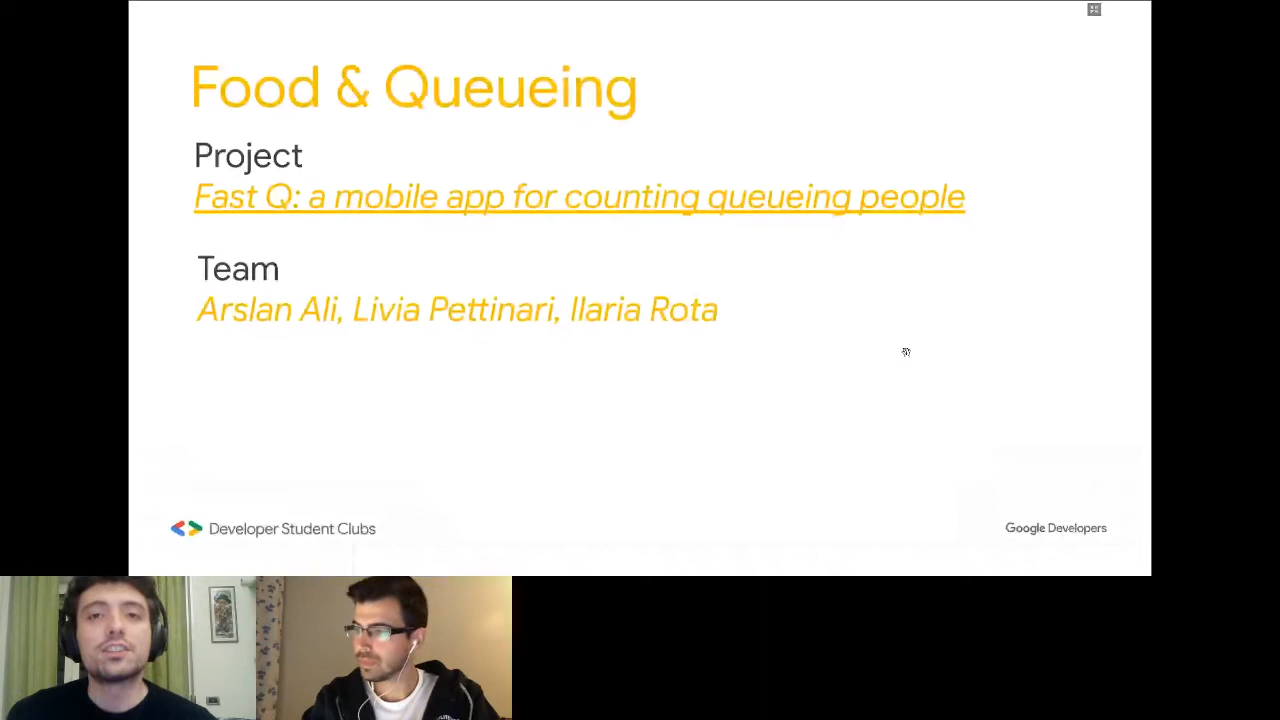 Food & Queueing
Project
Fast Q: a mobile app for counting queueing people
Team
Arslan Ali, Livia Pettinari, Ilaria Rota
Developer Student Clubs
Google Developers